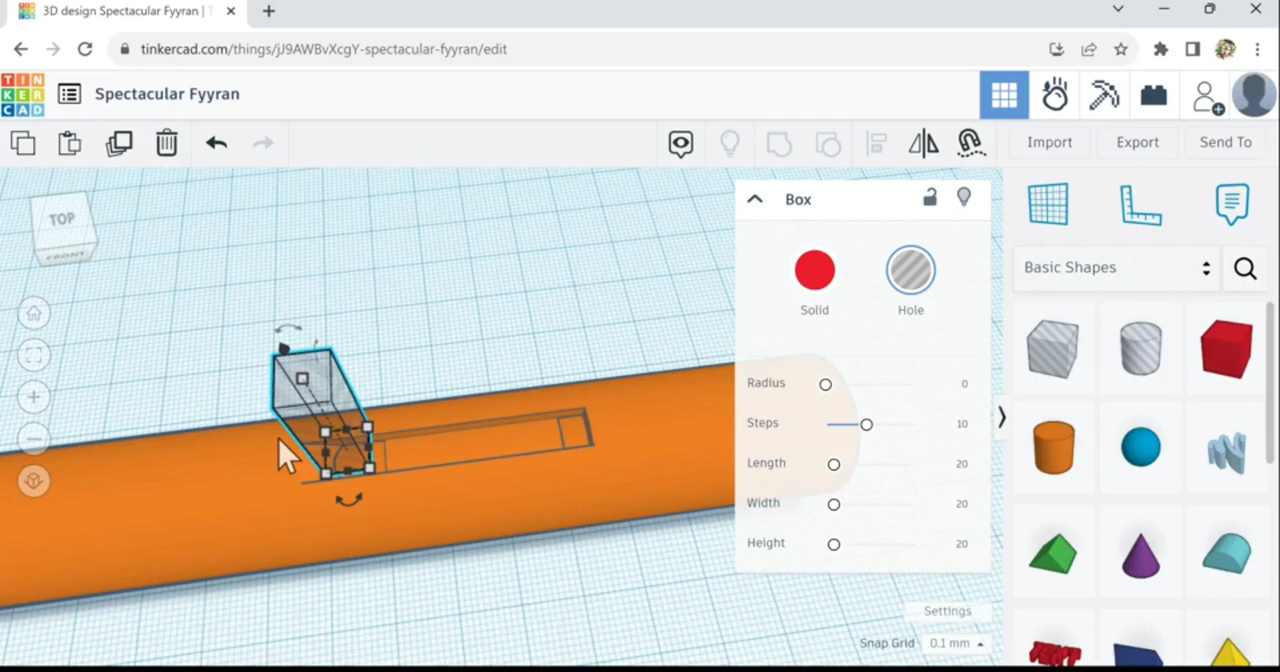 3D design Spectacular Fyyran |
tinkercad.com/things/jJ9AWBvXcgY-spectacular-fyyran/edit
TIN
KER
CAD
Spectacular Fyyran
Import
Export
Send To
TOP
FRONT
Box
Solid
Hole
Radius
0
Steps
10
Length
20
Width
20
Height
20
Settings
Snap Grid
0.1 mm
Basic Shapes
TEXT